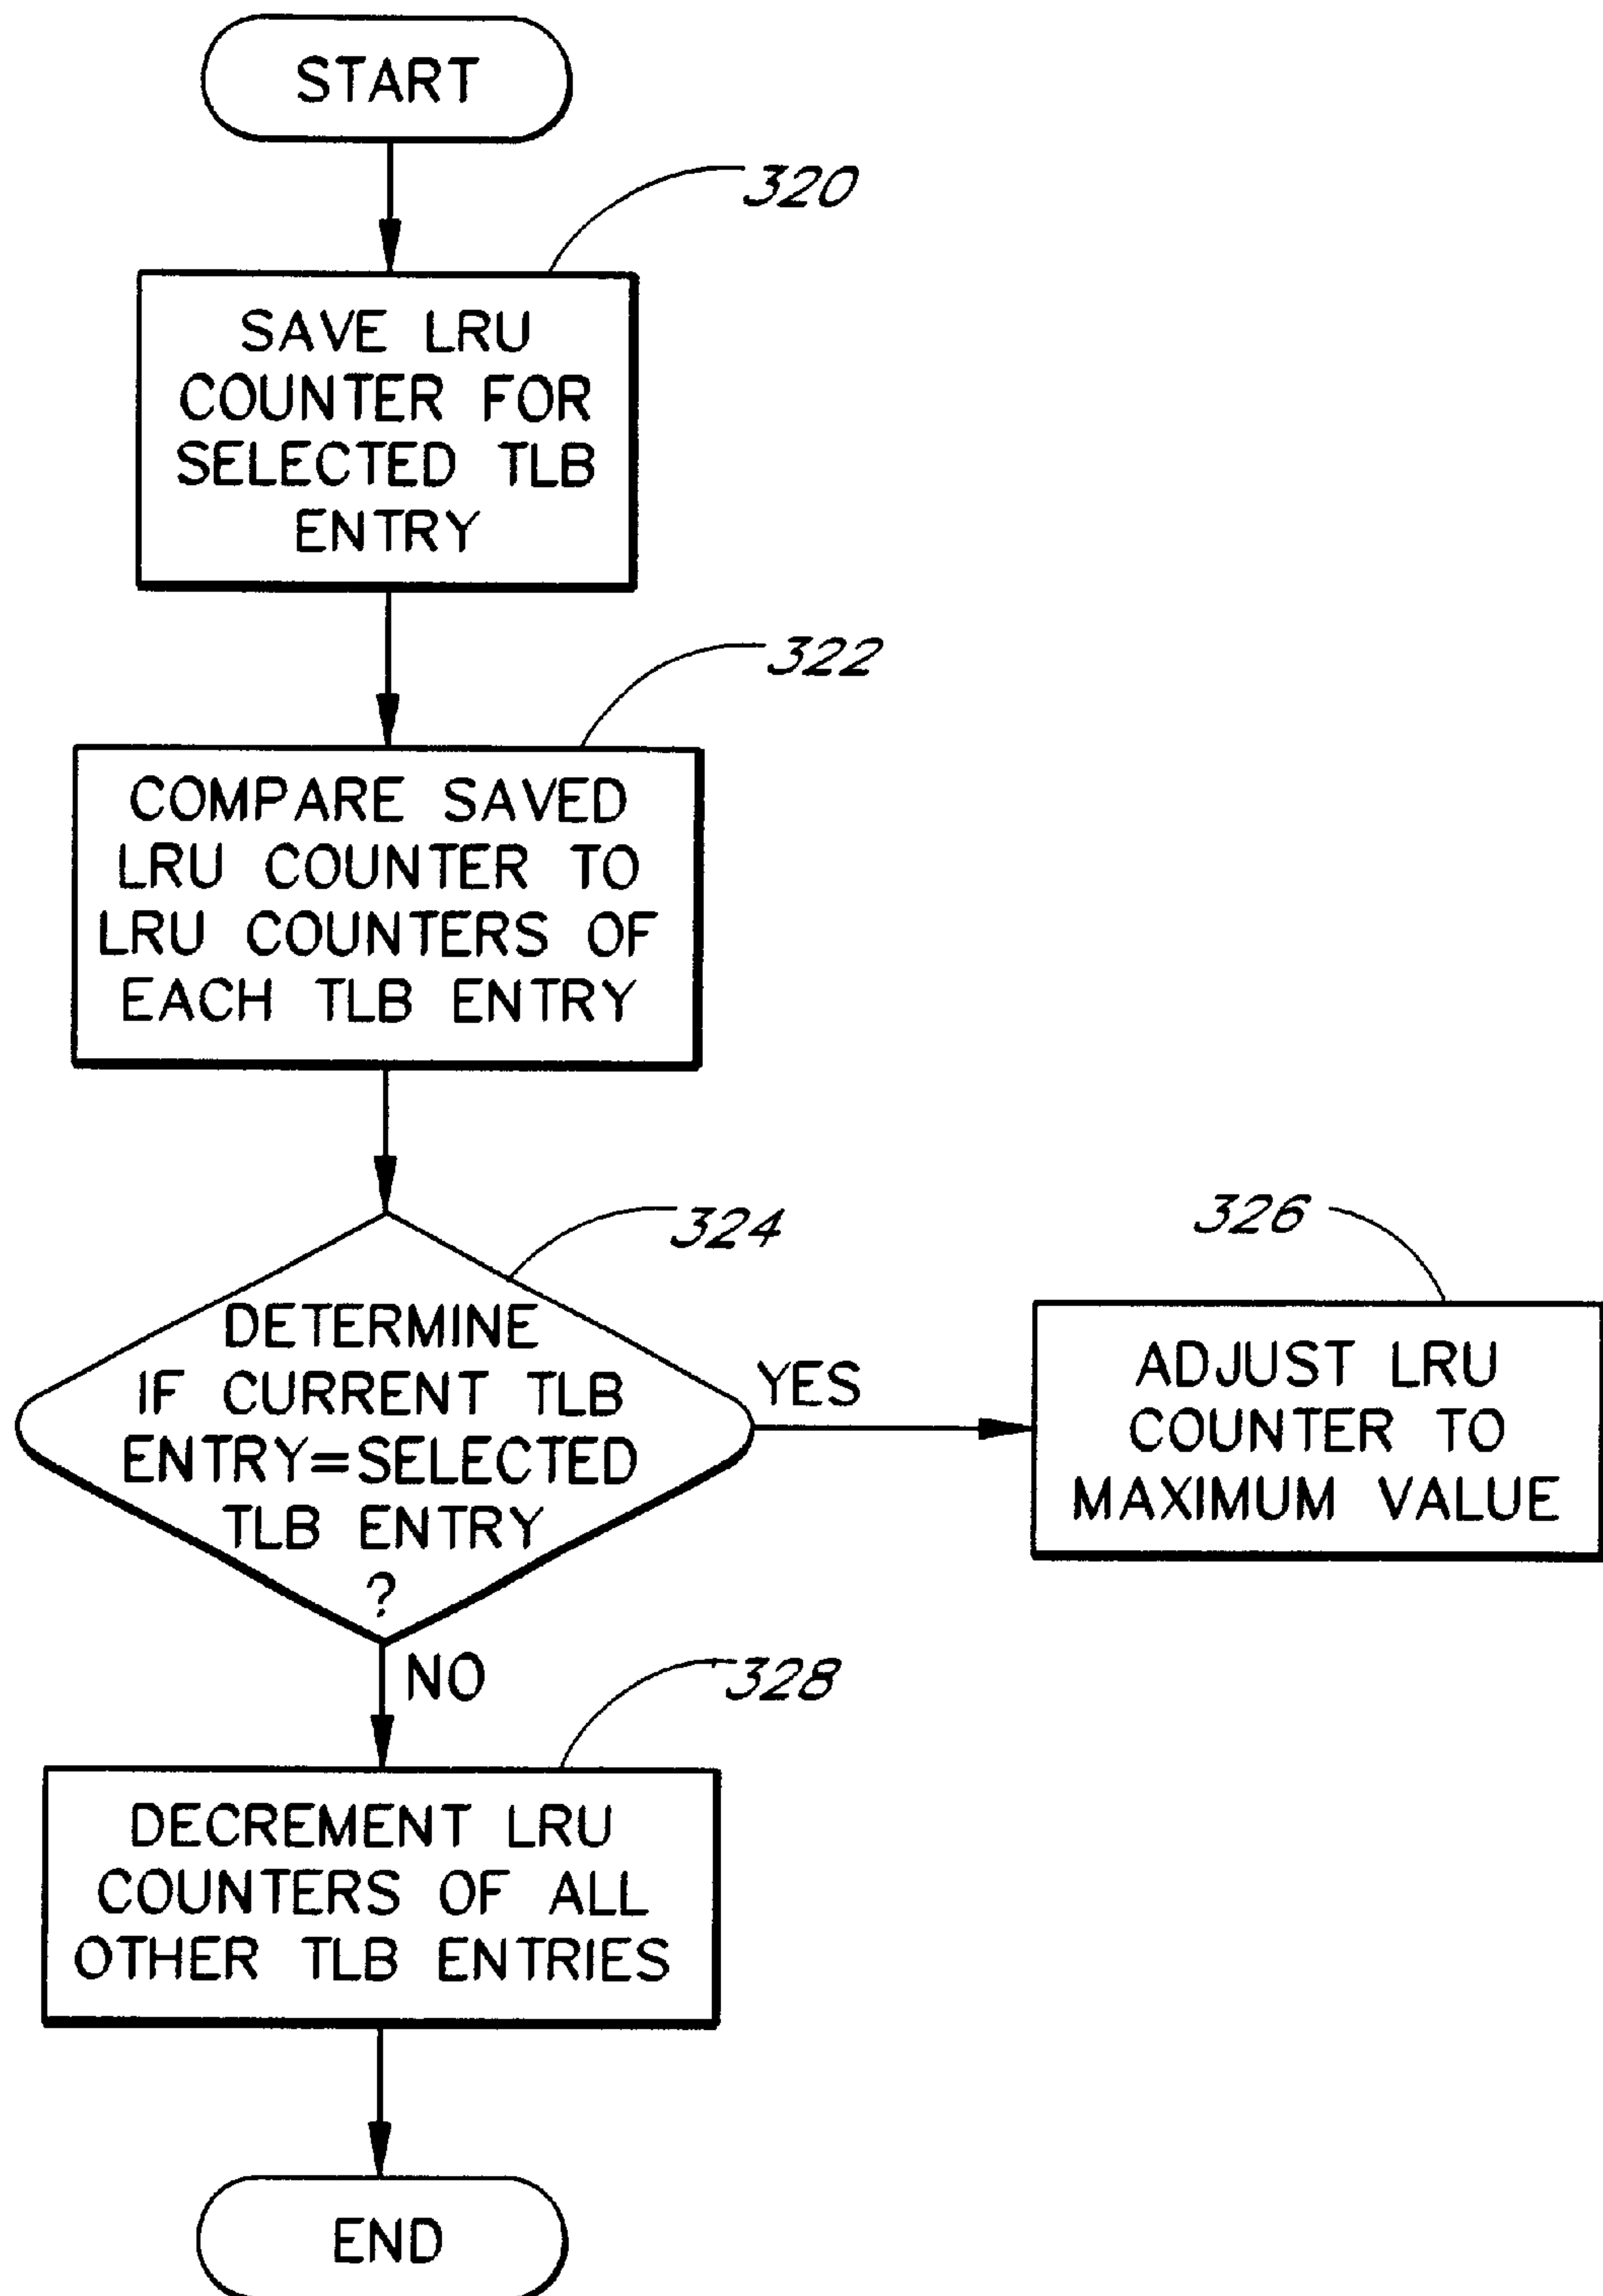 START
320
SAVE LRU
COUNTER FOR
SELECTED TLB
ENTRY
322
COMPARE SAVED
LRU COUNTER TO
LRU COUNTERS OF
EACH TLB ENTRY
324
DETERMINE
IF CURRENT TLB
ENTRY=SELECTED
TLB ENTRY
?
YES
326
ADJUST LRU
COUNTER TO
MAXIMUM VALUE
NO
328
DECREMENT LRU
COUNTERS OF ALL
OTHER TLB ENTRIES
END